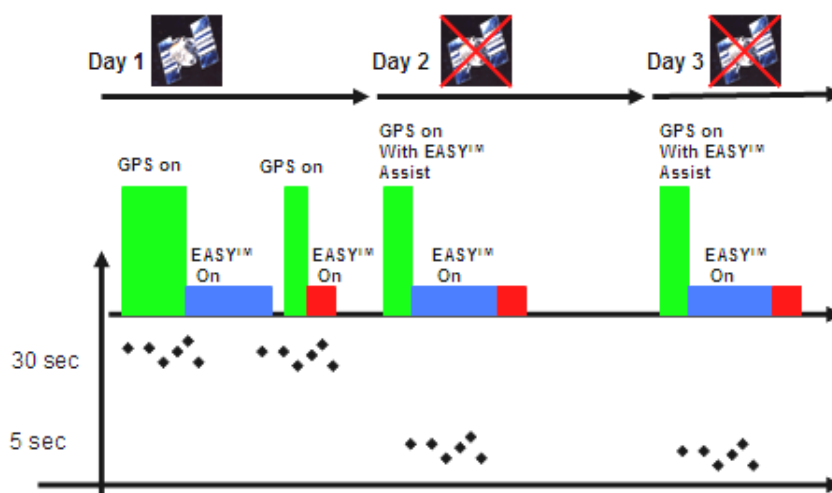 Day 1
Day 2
Day 3
GPS on
GPS on
GPS on
With EASY™
Assist
GPS on
With EASY™
Assist
EASY™
On
EASY™
On
EASY™
On
EASY™
On
30 sec
5 sec